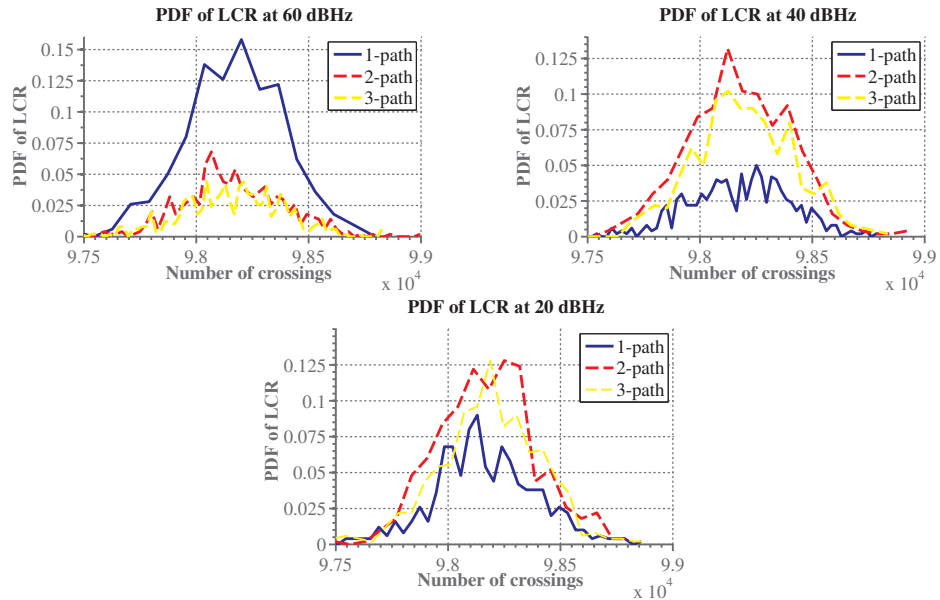 PDF of LCR at 60 dBHz
PDF of LCR
0.15
0.125
0.1
0.075
0.05
0.025
0
9.75
9.8
9.85
9.9
Number of crossings
x 10^4
1-path
2-path
3-path
PDF of LCR at 40 dBHz
PDF of LCR
0.125
0.1
0.075
0.05
0.025
0
9.75
9.8
9.85
9.9
Number of crossings
x 10^4
1-path
2-path
3-path
PDF of LCR at 20 dBHz
PDF of LCR
0.125
0.1
0.075
0.05
0.025
0
9.75
9.8
9.85
9.9
Number of crossings
x 10^4
1-path
2-path
3-path